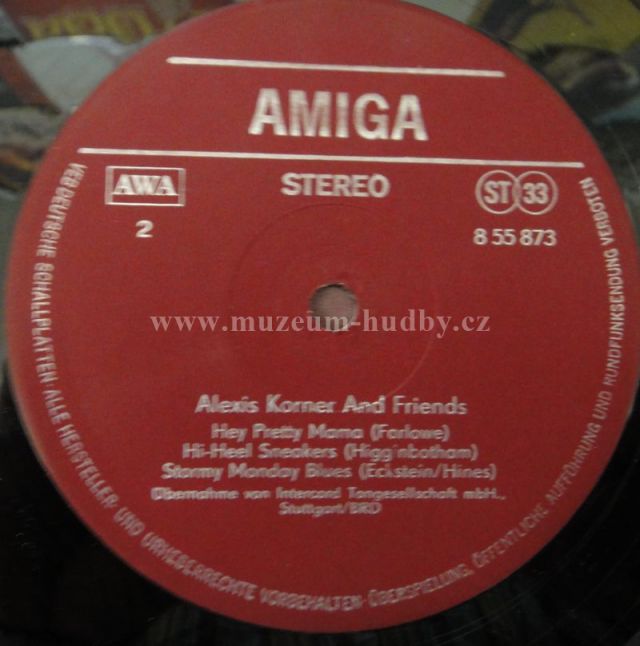 AMIGA
AWA
STEREO
ST 33
2
8 55 873
www.muzeum-hudby.cz
Alexis Korner And Friends
Hey Pretty Mama (Farlowe)
Hi-Heel Sneakers (Higginbotham)
Stormy Monday Blues (Eckstein/Hines)
Übernahme von Intercord Tongesellschaft mbH.,
Stuttgart/BRD
VEB DEUTSCHE SCHALLPLATTEN ALLE HERSTELLER- UND URHEBERRECHTE VORBEHALTEN · ÜBERSPIELUNG, ÖFFENTLICHE AUFFÜHRUNG UND RUNDFUNKSENDUNG VERBOTEN